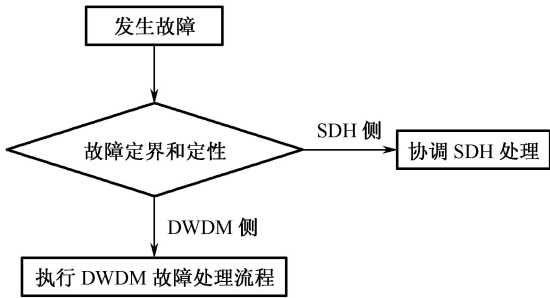 发生故障
故障定界和定性
SDH 侧
协调 SDH 处理
DWDM 侧
执行 DWDM 故障处理流程